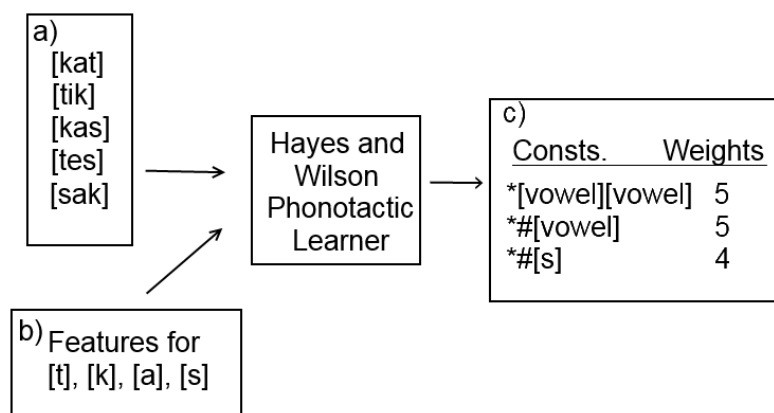 a)
[kat]
[tik]
[kas]
[tes]
[sak]
b) Features for
[t], [k], [a], [s]
Hayes and
Wilson
Phonotactic
Learner
c)
Consts. Weights
*[vowel][vowel] 5
*#[vowel] 5
*#[s] 4